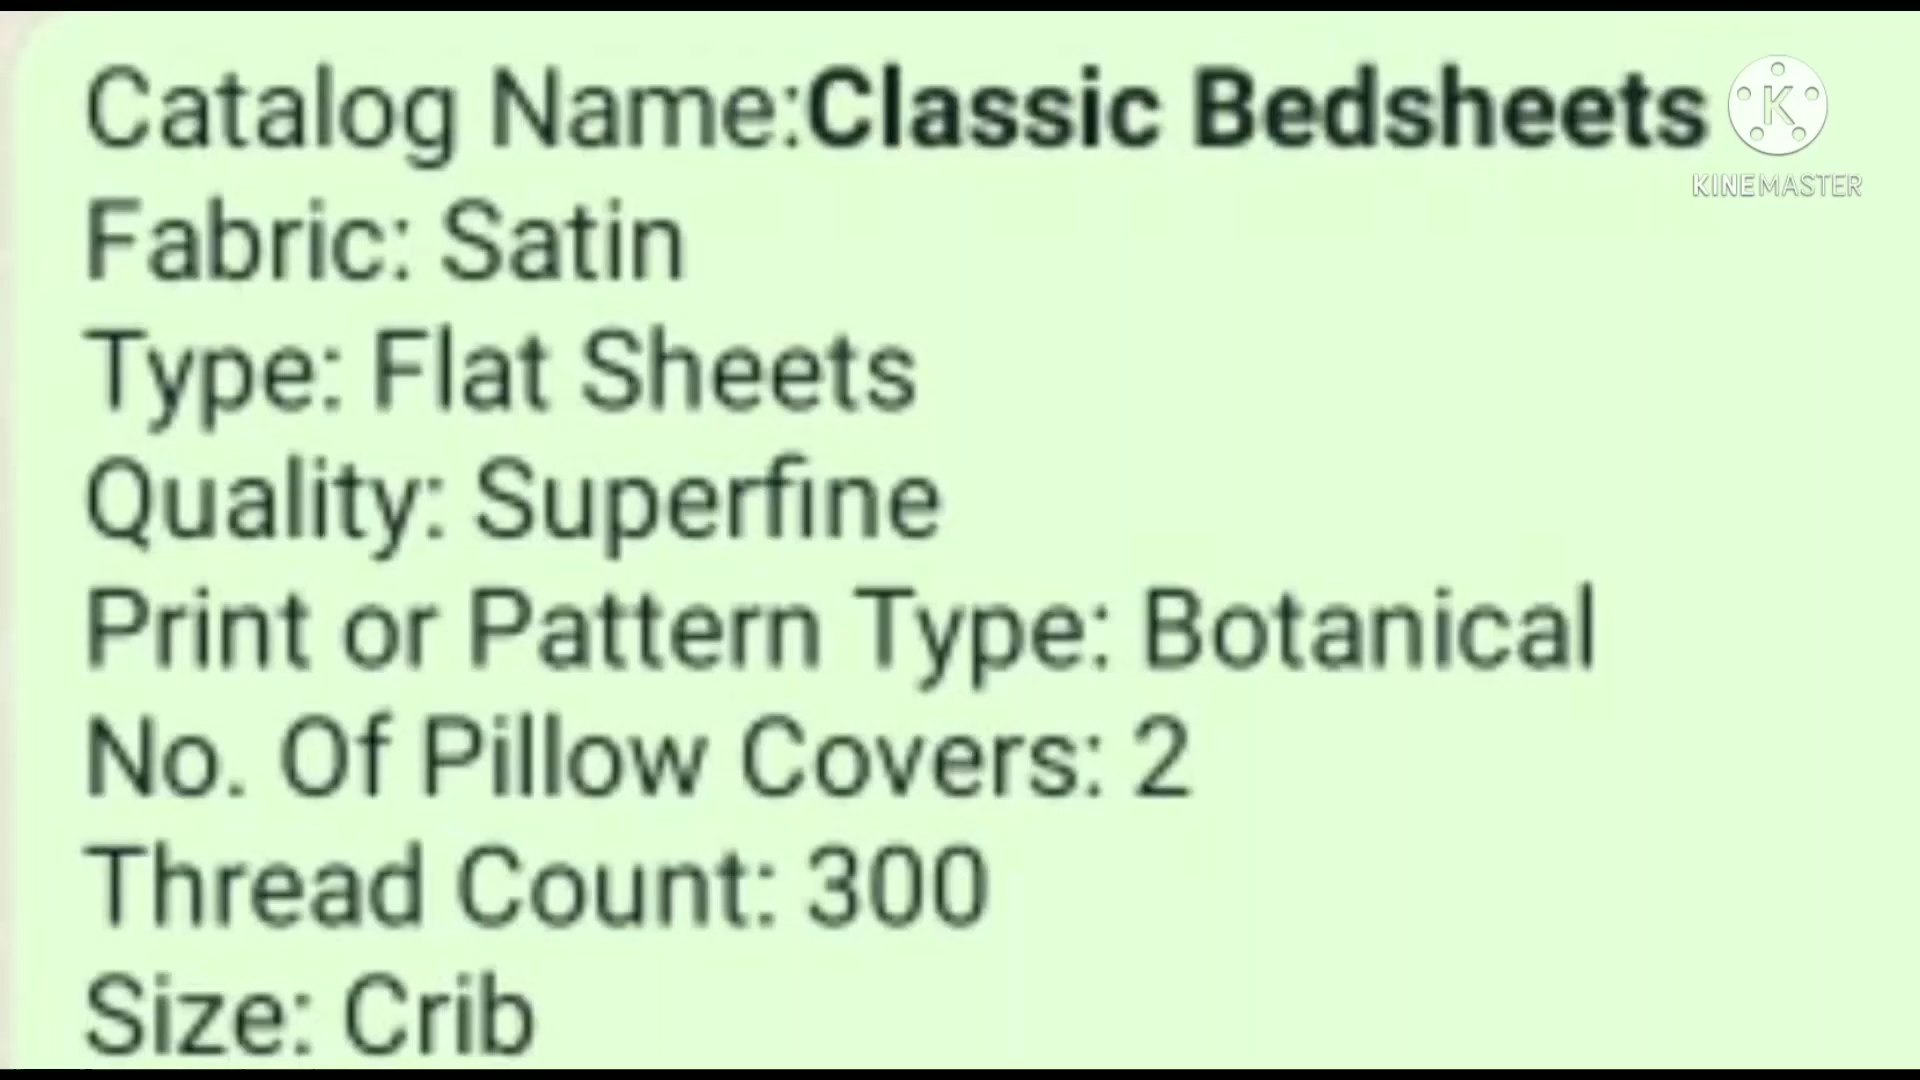 Catalog Name:Classic Bedsheets
Fabric: Satin
Type: Flat Sheets
Quality: Superfine
Print or Pattern Type: Botanical
No. Of Pillow Covers: 2
Thread Count: 300
Size: Crib
K
KINEMASTER